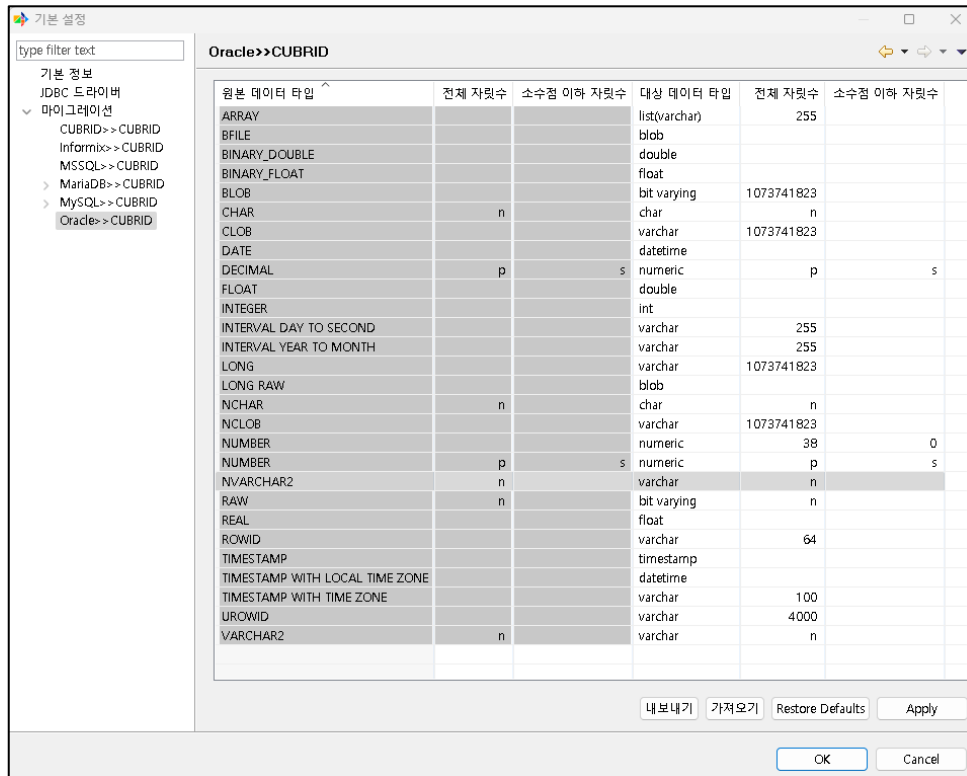 기본 설정
type filter text
기본 정보
JDBC 드라이버
마이그레이션
CUBRID>>CUBRID
Informix>>CUBRID
MSSQL>>CUBRID
MariaDB>>CUBRID
MySQL>>CUBRID
Oracle>>CUBRID
Oracle>>CUBRID
원본 데이터 타입 전체 자릿수 소수점 이하 자릿수 대상 데이터 타입 전체 자릿수 소수점 이하 자릿수
ARRAY list(varchar) 255
BFILE blob
BINARY_DOUBLE double
BINARY_FLOAT float
BLOB bit varying 1073741823
CHAR n char n
CLOB varchar 1073741823
DATE datetime
DECIMAL p s numeric p s
FLOAT double
INTEGER int
INTERVAL DAY TO SECOND varchar 255
INTERVAL YEAR TO MONTH varchar 255
LONG varchar 1073741823
LONG RAW blob
NCHAR n char n
NCLOB varchar 1073741823
NUMBER numeric 38 0
NUMBER p s numeric p s
NVARCHAR2 n varchar n
RAW n bit varying n
REAL float
ROWID varchar 64
TIMESTAMP timestamp
TIMESTAMP WITH LOCAL TIME ZONE datetime
TIMESTAMP WITH TIME ZONE varchar 100
UROWID varchar 4000
VARCHAR2 n varchar n
내보내기 가져오기 Restore Defaults Apply
OK Cancel